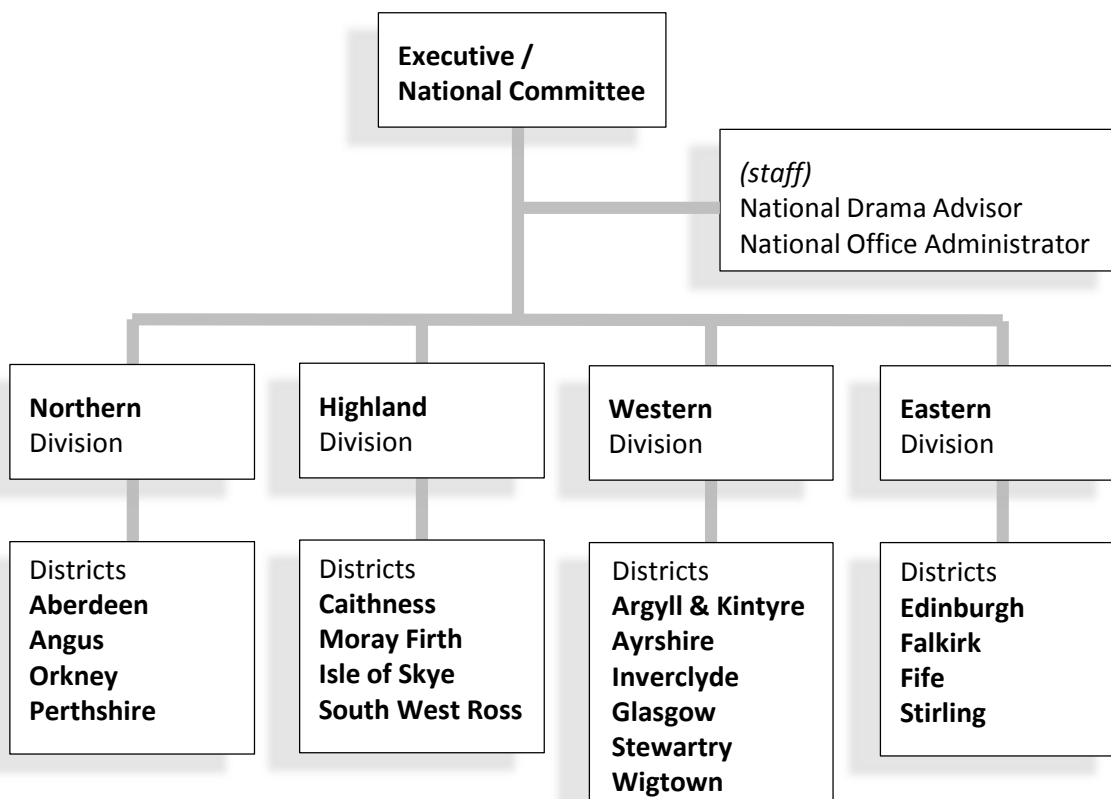 Executive /
National Committee
(staff)
National Drama Advisor
National Office Administrator
Northern
Division
Highland
Division
Western
Division
Eastern
Division
Districts
Aberdeen
Angus
Orkney
Perthshire
Districts
Caithness
Moray Firth
Isle of Skye
South West Ross
Districts
Argyll & Kintyre
Ayrshire
Inverclyde
Glasgow
Stewartry
Wigtown
Districts
Edinburgh
Falkirk
Fife
Stirling